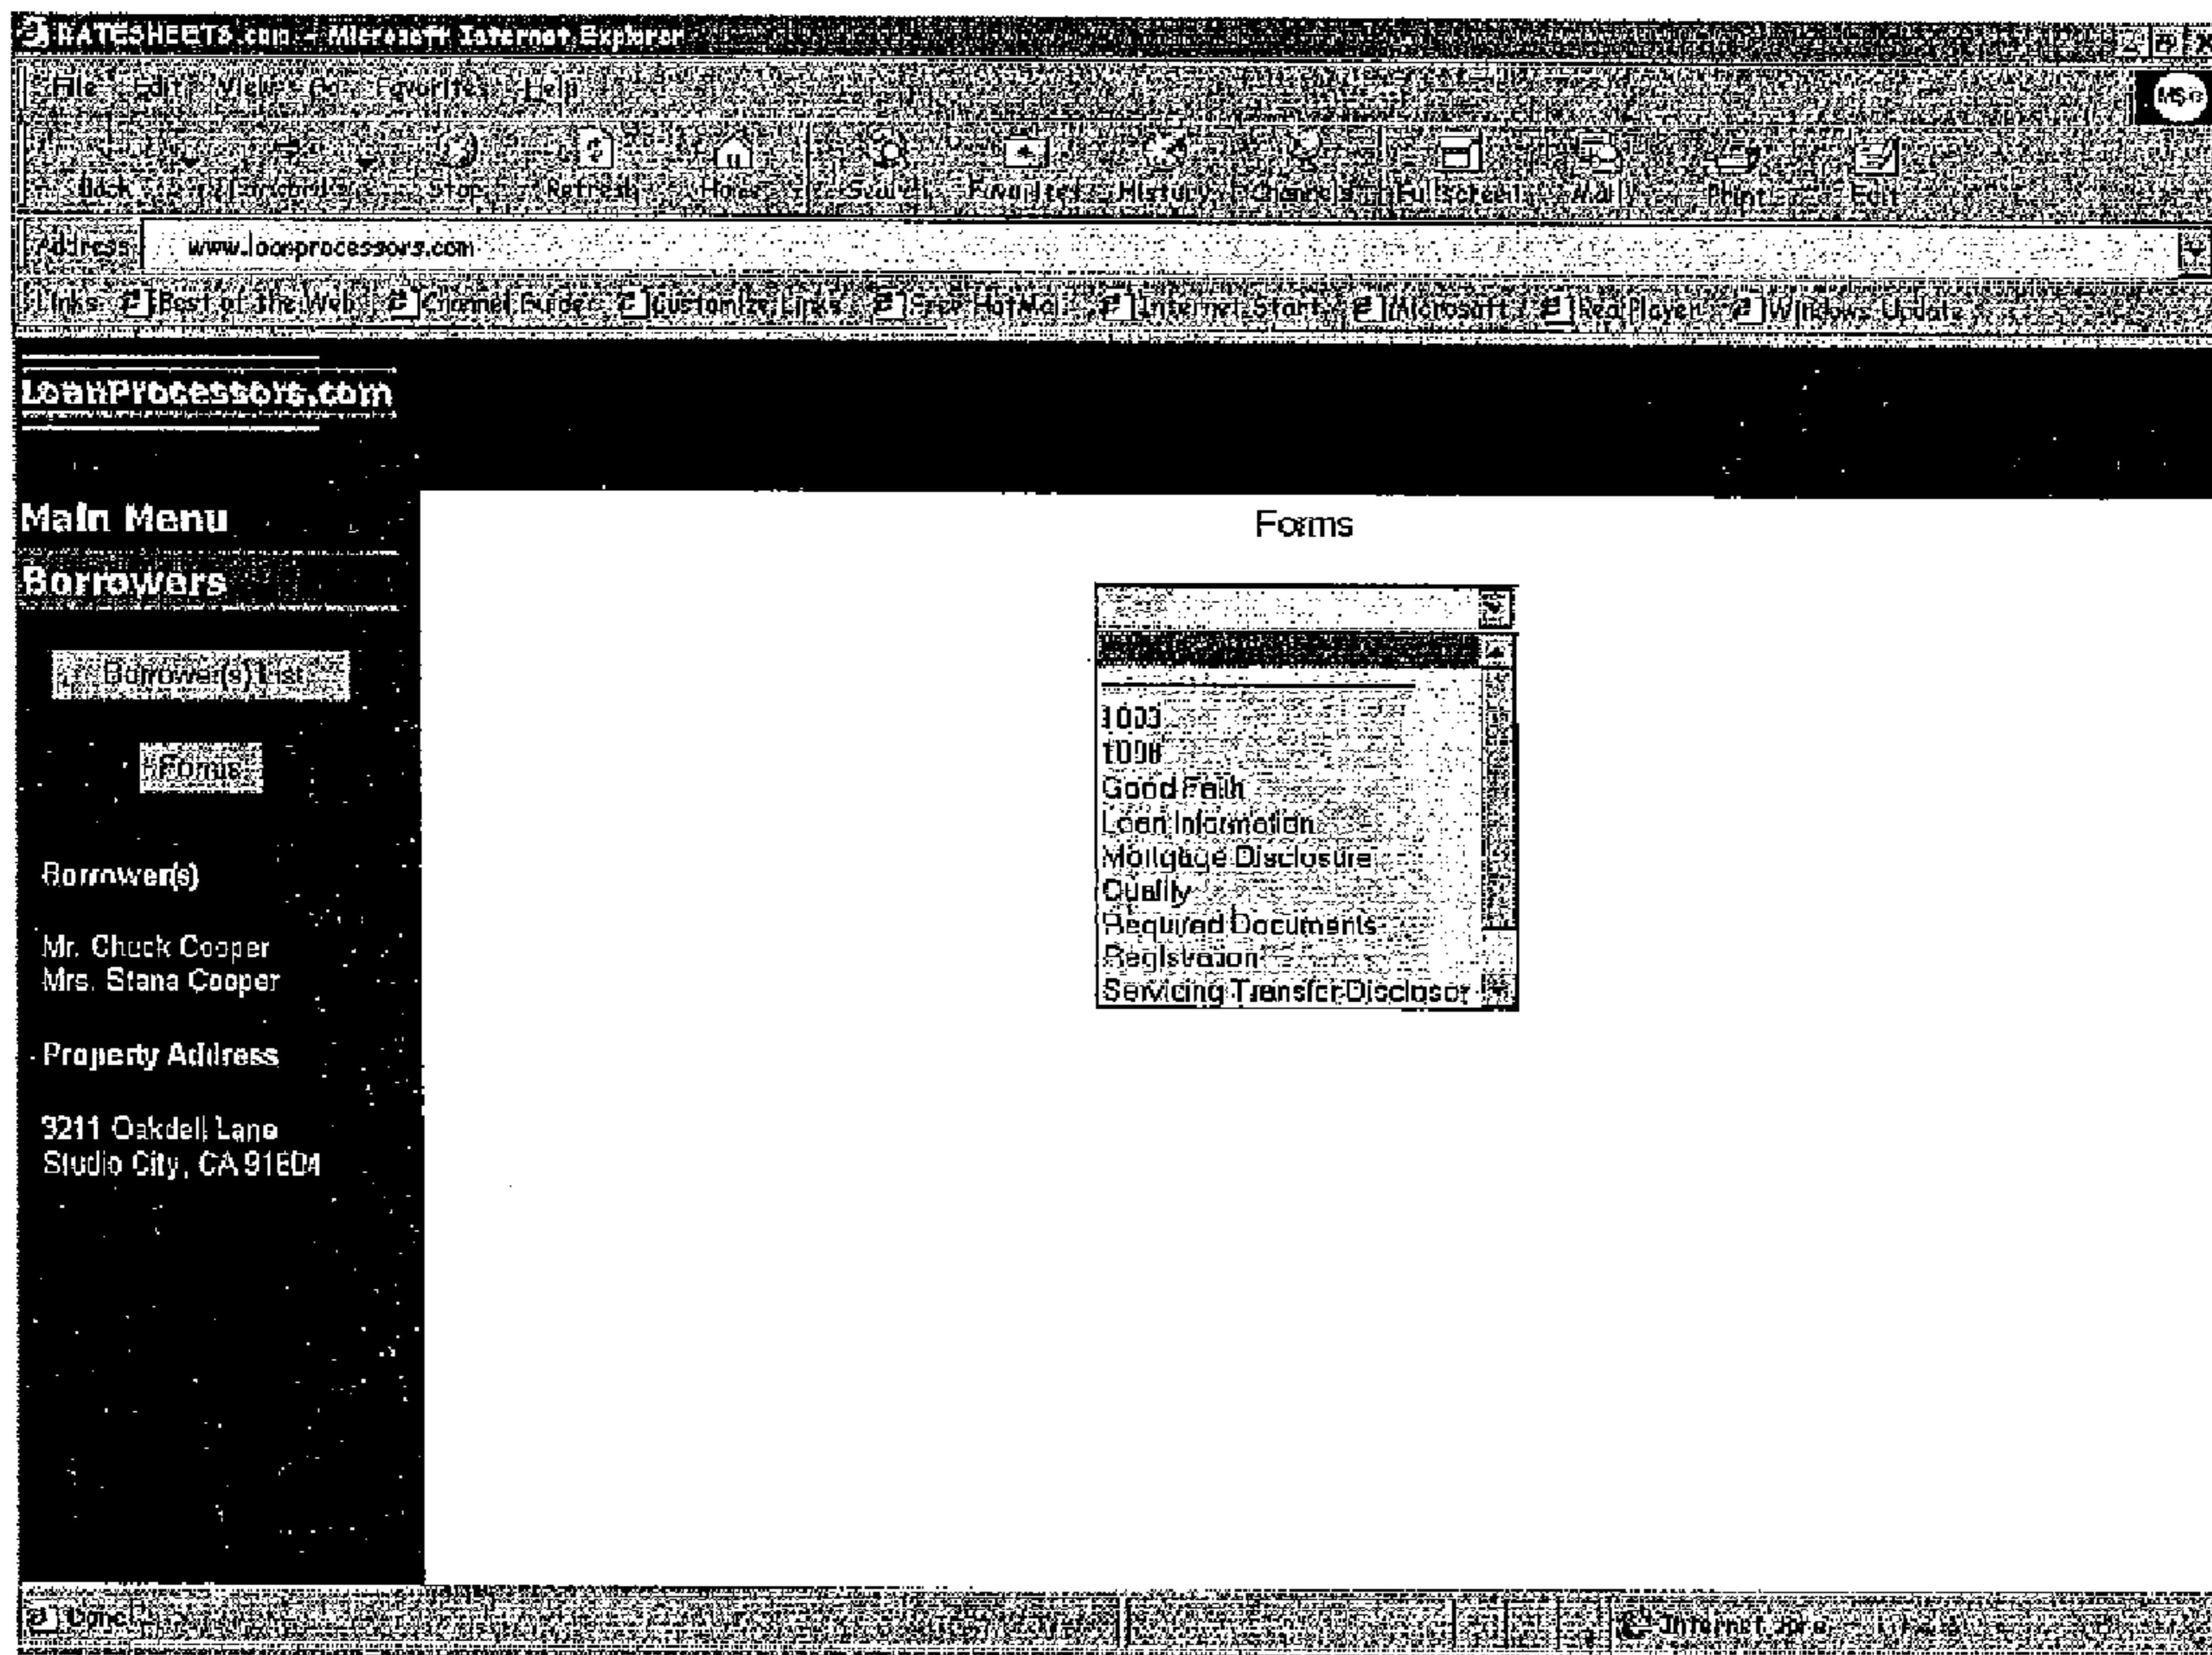 RATESHEETS.com - Microsoft Internet Explorer
File Edit View Go Favorites Help
Back Forward Stop Refresh Home Search Favorites History Channels Fullscreen Mail Print Edit
Address www.loanprocessors.com
Links Best of the Web Channel Guide Customize Links Free HotMail Internet Start Microsoft RealPlayer Windows Update
LoanProcessors.com
Main Menu
Borrowers
Borrower(s) List
Forms
Borrower(s)
Mr. Chuck Cooper
Mrs. Stana Cooper
Property Address
3211 Oakdell Lane
Studio City, CA 91604
Forms
1003
Good Faith
Loan Information
Mortgage Disclosure
Qualify
Required Documents
Registration
Servicing Transfer Disclosor
Done
Internet zone